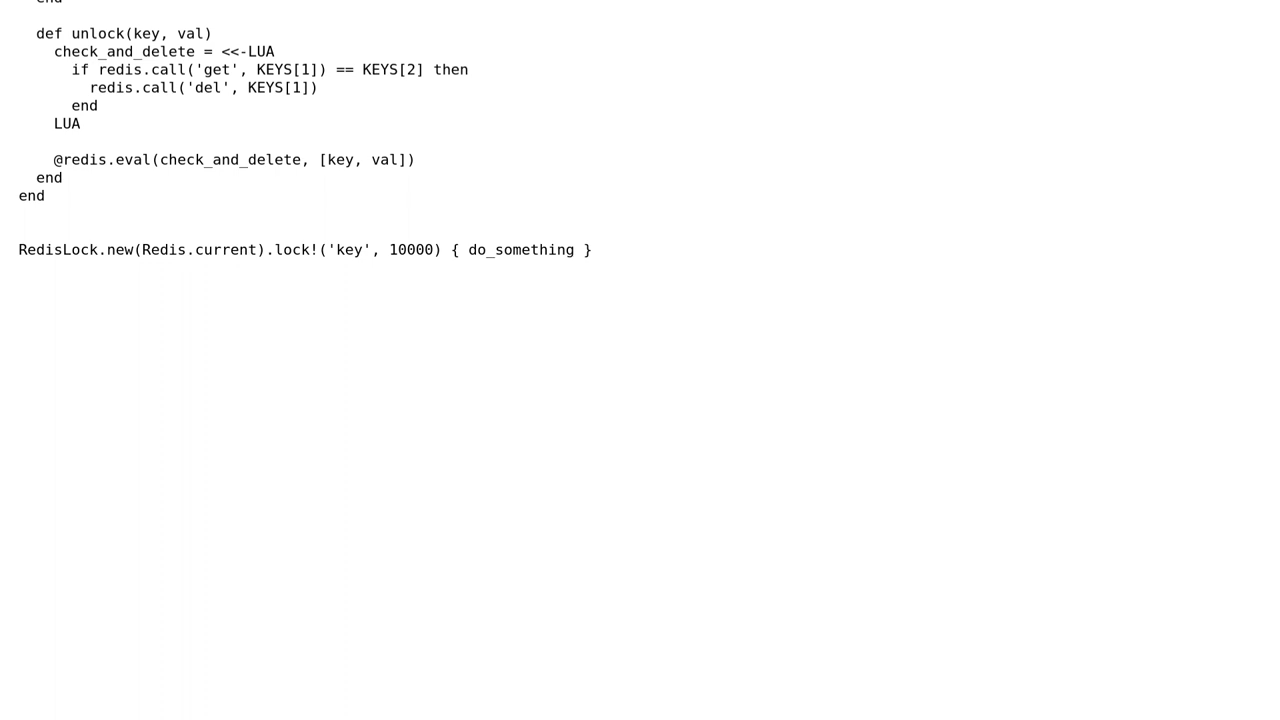 end
  def unlock(key, val)
    check_and_delete = <<-LUA
      if redis.call('get', KEYS[1]) == KEYS[2] then
        redis.call('del', KEYS[1])
      end
    LUA
    @redis.eval(check_and_delete, [key, val])
  end
end
RedisLock.new(Redis.current).lock!('key', 10000) { do_something }